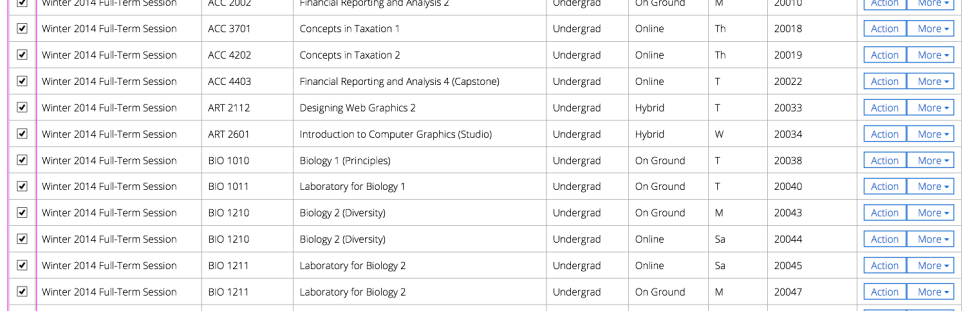 Winter 2014 Full-Term Session ACC 2002 Financial Reporting and Analysis 2 Undergrad On Ground M 20010 Action More
Winter 2014 Full-Term Session ACC 3701 Concepts in Taxation 1 Undergrad Online Th 20018 Action More
Winter 2014 Full-Term Session ACC 4202 Concepts in Taxation 2 Undergrad Online Th 20019 Action More
Winter 2014 Full-Term Session ACC 4403 Financial Reporting and Analysis 4 (Capstone) Undergrad Online T 20022 Action More
Winter 2014 Full-Term Session ART 2112 Designing Web Graphics 2 Undergrad Hybrid T 20033 Action More
Winter 2014 Full-Term Session ART 2601 Introduction to Computer Graphics (Studio) Undergrad Hybrid W 20034 Action More
Winter 2014 Full-Term Session BIO 1010 Biology 1 (Principles) Undergrad On Ground T 20038 Action More
Winter 2014 Full-Term Session BIO 1011 Laboratory for Biology 1 Undergrad On Ground T 20040 Action More
Winter 2014 Full-Term Session BIO 1210 Biology 2 (Diversity) Undergrad On Ground M 20043 Action More
Winter 2014 Full-Term Session BIO 1210 Biology 2 (Diversity) Undergrad Online Sa 20044 Action More
Winter 2014 Full-Term Session BIO 1211 Laboratory for Biology 2 Undergrad Online Sa 20045 Action More
Winter 2014 Full-Term Session BIO 1211 Laboratory for Biology 2 Undergrad On Ground M 20047 Action More